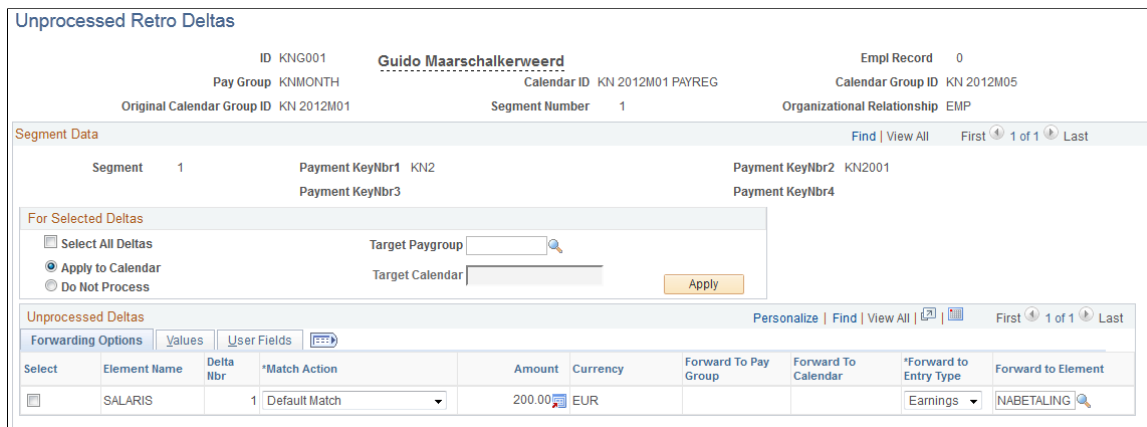 Unprocessed Retro Deltas
ID KNG001 Guido Maarschalkerweerd Empl Record 0
Pay Group KNMONTH Calendar ID KN 2012M01 PAYREG Calendar Group ID KN 2012M05
Original Calendar Group ID KN 2012M01 Segment Number 1 Organizational Relationship EMP
Segment Data Find | View All First 1 of 1 Last
Segment 1 Payment KeyNbr1 KN2 Payment KeyNbr2 KN2001
Payment KeyNbr3 Payment KeyNbr4
For Selected Deltas
Select All Deltas Target Paygroup
Apply to Calendar Target Calendar
Do Not Process Apply
Unprocessed Deltas Personalize | Find | View All | | First 1 of 1 Last
Forwarding Options Values User Fields
Select Element Name Delta Nbr *Match Action Amount Currency Forward To Pay Group Forward To Calendar *Forward to Entry Type Forward to Element
SALARIS 1 Default Match 200.00 EUR Earnings NABETALING